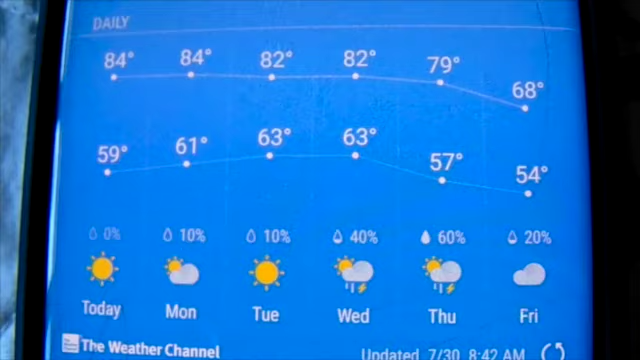 DAILY
84° 84° 82° 82° 79° 68°
59° 61° 63° 63° 57° 54°
0% 10% 10% 40% 60% 20%
Today Mon Tue Wed Thu Fri
The Weather Channel Updated 7/30 8:42 AM